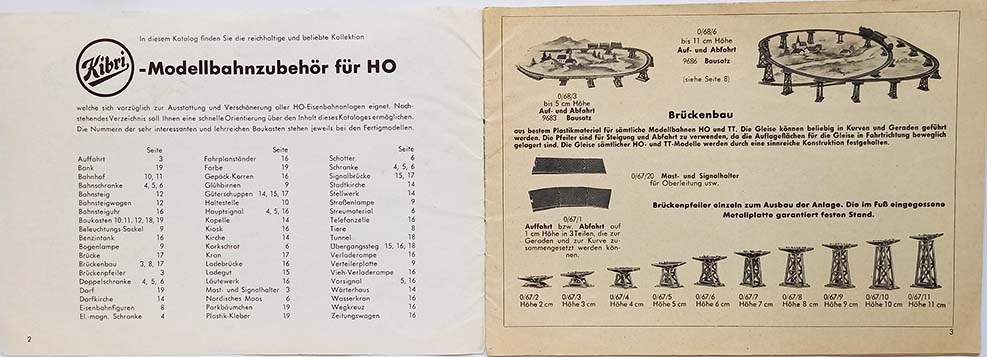 In diesem Katalog finden Sie die reichhaltige und beliebte Kollektion
Kibri
-Modellbahnzubehör für HO
welche sich vorzüglich zur Ausstattung und Verschönerung aller HO-Eisenbahnanlagen eignet. Nach-
stehendes Verzeichnis soll Ihnen eine schnelle Orientierung über den Inhalt dieses Kataloges ermöglichen.
Die Nummern der sehr interessanten und lehrreichen Baukasten stehen jeweils bei den Fertigmodellen.
Seite
Auffahrt 3
Bank 19
Bahnhof 10, 11
Bahnschranke 4, 5, 6
Bahnsteig 12
Bahnsteigwagen 12
Bahnsteiguhr 16
Baukasten 10.11, 12, 18, 19
Beleuchtungs-Sockel 9
Benzintank 16
Bogenlampe 9
Brücke 17
Brückenbau 3, 8, 17
Brückenpfeiler 3
Doppelschranke 4, 5, 6
Dorf 19
Dorfkirche 14
Eisenbahnfiguren 8
El.-magn. Schranke 4
Seite
Fahrplanständer 16
Farbe 19
Gepäck-Karren 16
Glühbirnen 9
Güterschuppen 14, 15, 17
Haltestelle 10
Hauptsignal 4, 5, 16
Kapelle 14
Kiosk 16
Kirche 14
Korkschrot 6
Kran 17
Ladebrücke 16
Ladegut 15
Läutewerk 16
Mast- und Signalhalter 3
Nordisches Moos 6
Parkbäumchen 19
Plastik-Kleber 19
Seite
Schotter 6
Schranke 4, 5, 6
Signalbrücke 15, 17
Stadtkirche 14
Stellwerk 14
Straßenlampe 9
Streumaterial 6
Telefonzelle 16
Tiere 8
Tunnel 18
Übergangssteg 15, 16, 18
Verladerampe 16
Verteilerplatte 9
Vieh-Verladerampe 16
Vorsignal 5, 16
Wärterhaus 14
Wasserkran 16
Wegkreuz 16
Zeitungswagen 16
2
0/68/3
bis 5 cm Höhe
Auf- und Abfahrt
9683 Bausatz
0/68/6
bis 11 cm Höhe
Auf- und Abfahrt
9686 Bausatz
(siehe Seite 8)
Brückenbau
aus bestem Plastikmaterial für sämtliche Modellbahnen HO und TT. Die Gleise können beliebig in Kurven und Geraden geführt
werden. Die Pfeiler sind für Steigung und Abfahrt zu verwenden, da die Auflageflächen für die Gleise in Fahrtrichtung beweglich
gelagert sind. Die Gleise sämtlicher HO- und TT-Modelle werden durch eine sinnreiche Konstruktion festgehalten.
0/67/20 Mast- und Signalhalter
für Oberleitung usw.
0/67/1
Auffahrt bzw. Abfahrt auf
1 cm Höhe in 3 Teilen, die zur
Geraden und zur Kurve zu-
sammengesetzt werden kön-
nen.
Brückenpfeiler einzeln zum Ausbau der Anlage. Die im Fuß eingegossene
Metallplatte garantiert festen Stand.
0/67/2 0/67/3 0/67/4 0/67/5 0/67/6 0/67/7 0/67/8 0/67/9 0/67/10 0/67/11
Höhe 2 cm Höhe 3 cm Höhe 4 cm Höhe 5 cm Höhe 6 cm Höhe 7 cm Höhe 8 cm Höhe 9 cm Höhe 10 cm Höhe 11 cm
3